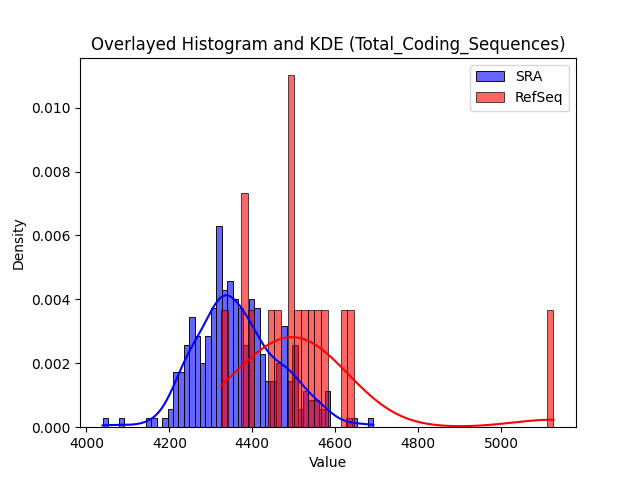 Overlayed Histogram and KDE (Total_Coding_Sequences)
SRA
RefSeq
0.010
0.008
0.006
0.004
0.002
0.000
Density
4000 4200 4400 4600 4800 5000
Value